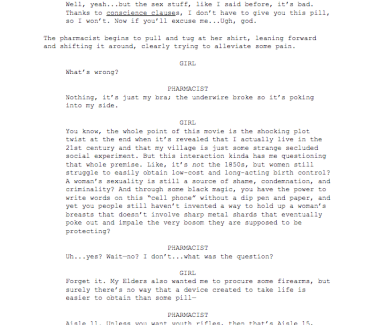 Well, yeah...but the sex stuff, like I said before, it's bad.
Thanks to conscience clauses, I don't have to give you this pill,
so I won't. Now if you'll excuse me...Ugh, god.
The pharmacist begins to pull and tug at her shirt, leaning forward
and shifting it around, clearly trying to alleviate some pain.
GIRL
What's wrong?
PHARMACIST
Nothing, it's just my bra; the underwire broke so it's poking
into my side.
GIRL
You know, the whole point of this movie is the shocking plot
twist at the end when it's revealed that I actually live in the
21st century and that my village is just some strange secluded
social experiment. But this interaction kinda has me questioning
that whole premise. Like, it's not the 1850s, but women still
struggle to easily obtain low-cost and long-acting birth control?
A woman's sexuality is still a source of shame, condemnation, and
criminality? And through some black magic, you have the power to
write words on this "cell phone" without a dip pen and paper, and
yet you people still haven't invented a way to hold up a woman's
breasts that doesn't involve sharp metal shards that eventually
poke out and impale the very bosom they are supposed to be
protecting?
PHARMACIST
Uh...yes? Wait—no? I don't...what was the question?
GIRL
Forget it. My Elders also wanted me to procure some firearms, but
surely there's no way that a device created to take life is
easier to obtain than some pill—
PHARMACIST
Aisle 11. Unless you want youth rifles, then that's Aisle 15.